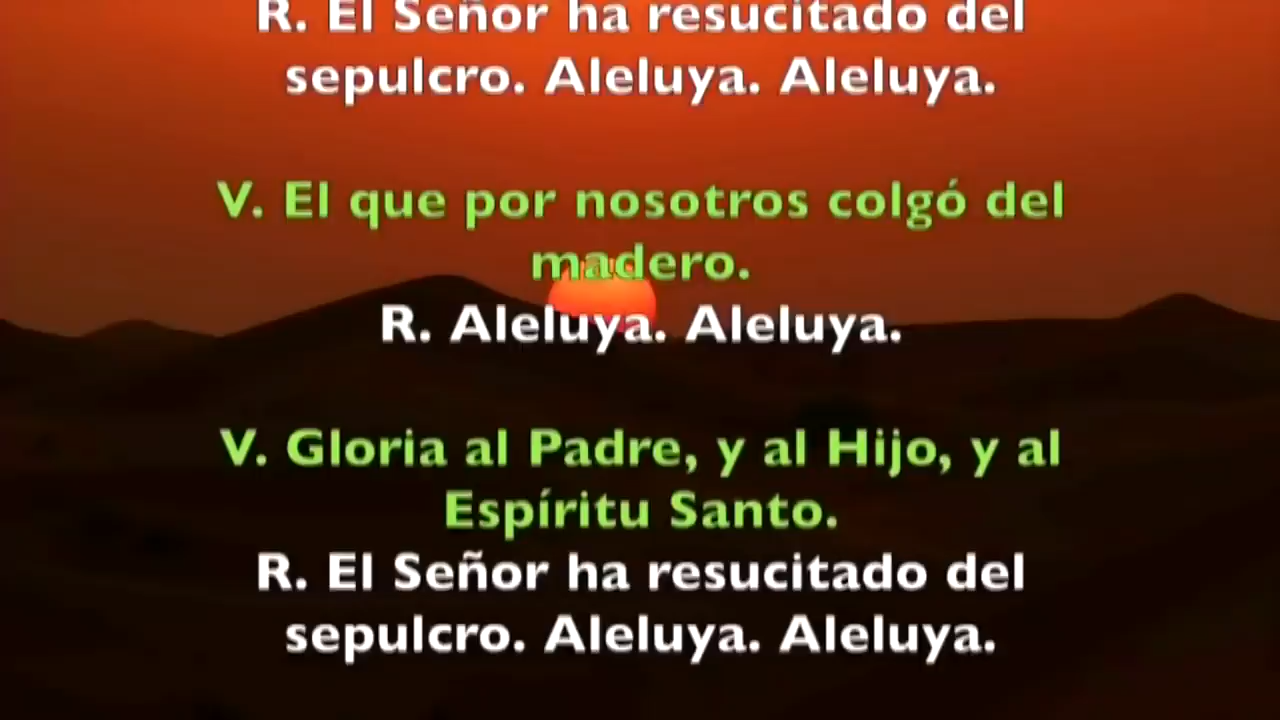 R. El Señor ha resucitado del
sepulcro. Aleluya. Aleluya.
V. El que por nosotros colgó del
madero.
R. Aleluya. Aleluya.
V. Gloria al Padre, y al Hijo, y al
Espíritu Santo.
R. El Señor ha resucitado del
sepulcro. Aleluya. Aleluya.